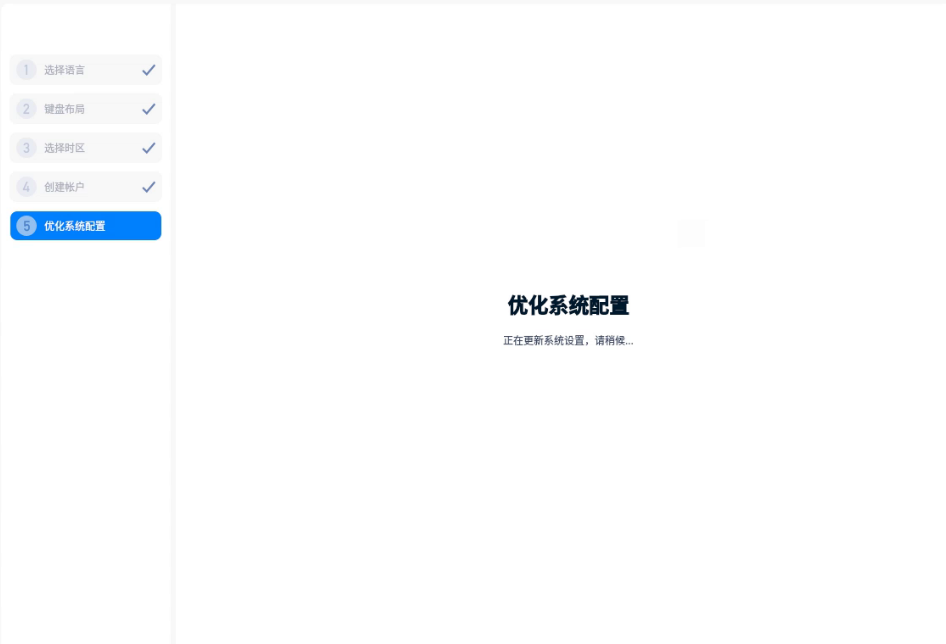 1 选择语言
2 键盘布局
3 选择时区
4 创建帐户
5 优化系统配置
优化系统配置
正在更新系统设置，请稍候...